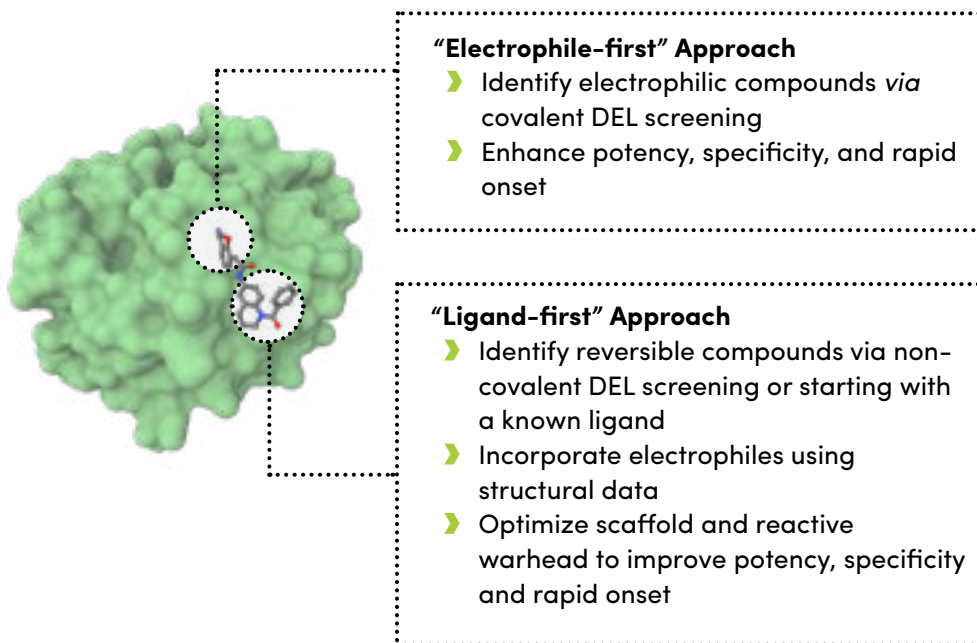 “Electrophile-first” Approach
Identify electrophilic compounds via
covalent DEL screening
Enhance potency, specificity, and rapid
onset
“Ligand-first” Approach
Identify reversible compounds via non-
covalent DEL screening or starting with
a known ligand
Incorporate electrophiles using
structural data
Optimize scaffold and reactive
warhead to improve potency, specificity
and rapid onset